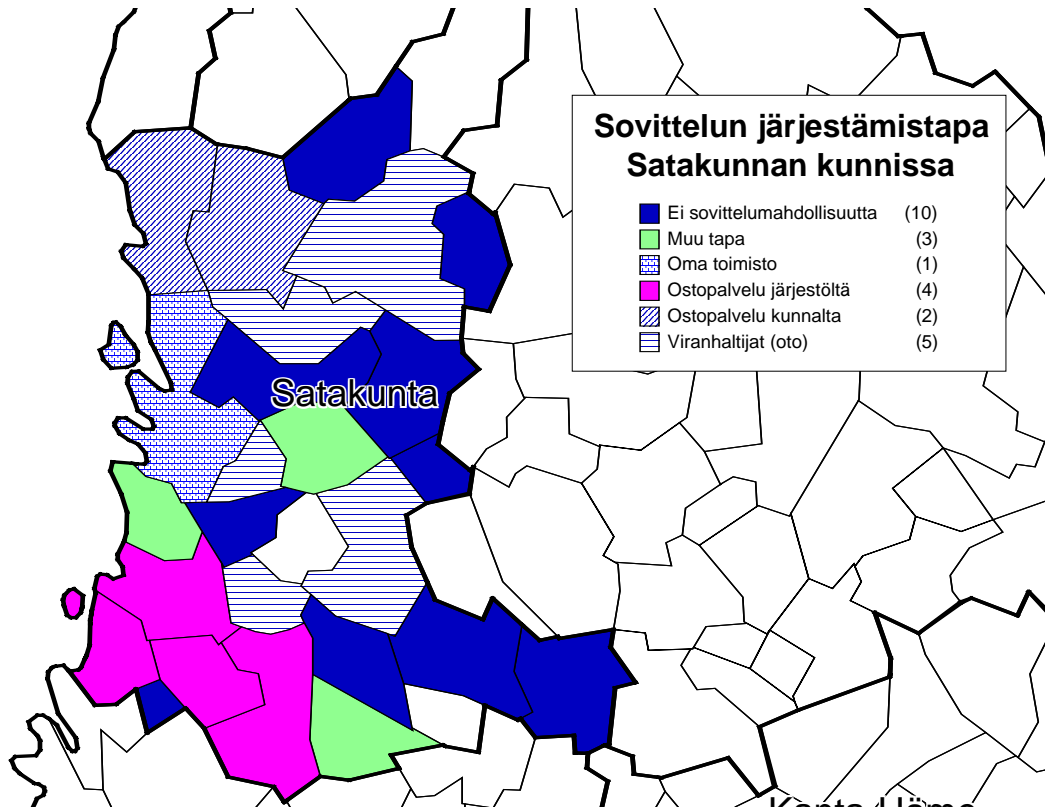 Sovittelun järjestämistapa
Satakunnan kunnissa
Ei sovittelumahdollisuutta (10)
Muu tapa (3)
Oma toimisto (1)
Ostopalvelu järjestöltä (4)
Ostopalvelu kunnalta (2)
Viranhaltijat (oto) (5)
Satakunta